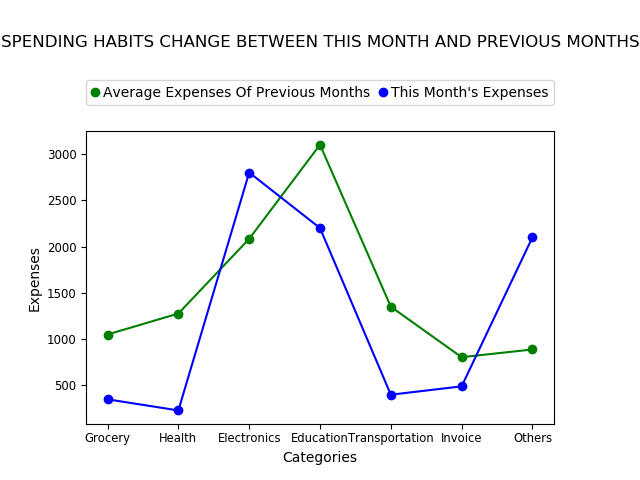 SPENDING HABITS CHANGE BETWEEN THIS MONTH AND PREVIOUS MONTHS
Average Expenses Of Previous Months This Month's Expenses
3000
2500
2000
1500
1000
500
Expenses
Grocery Health Electronics Education Transportation Invoice Others
Categories